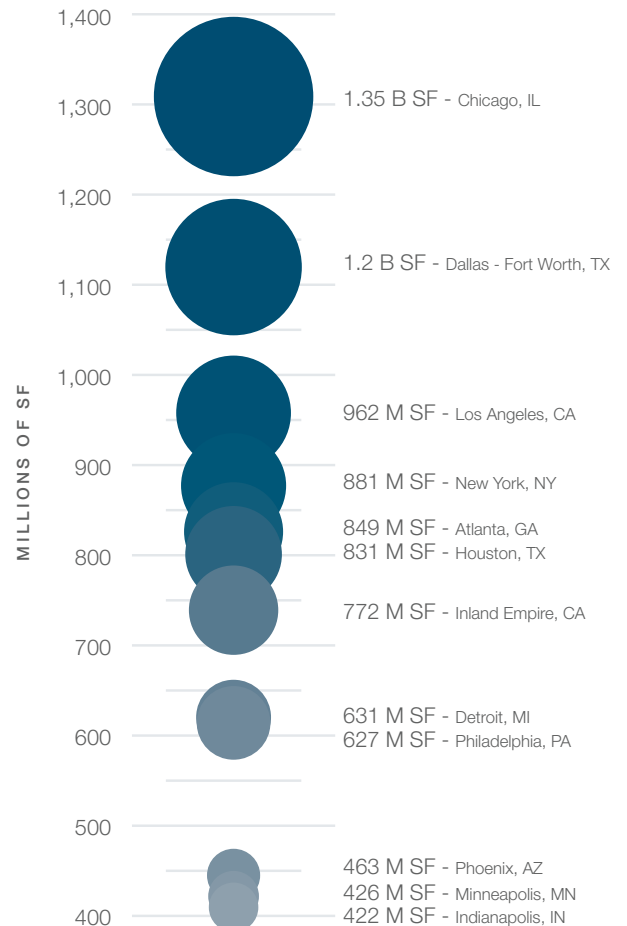 1,400
1.35 B SF - Chicago, IL
1,300
1,200
1.2 B SF - Dallas - Fort Worth, TX
1,100
1,000
962 M SF - Los Angeles, CA
900
881 M SF - New York, NY
849 M SF - Atlanta, GA
831 M SF - Houston, TX
800
MILLIONS OF SF
772 M SF - Inland Empire, CA
700
631 M SF - Detroit, MI
600
627 M SF - Philadelphia, PA
500
463 M SF - Phoenix, AZ
426 M SF - Minneapolis, MN
422 M SF - Indianapolis, IN
400